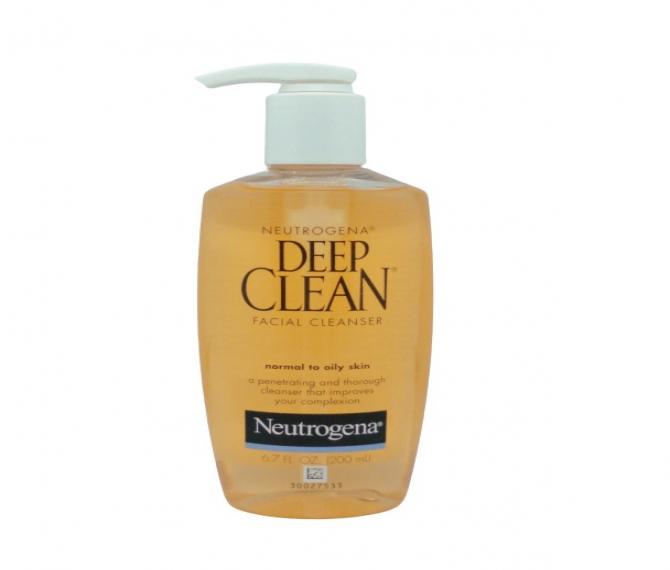 NEUTROGENA®
DEEP
CLEAN®
FACIAL CLEANSER
normal to oily skin
a penetrating and thorough
cleanser that improves
your complexion
Neutrogena®
6.7 FL. OZ. (200 mL)
30027533